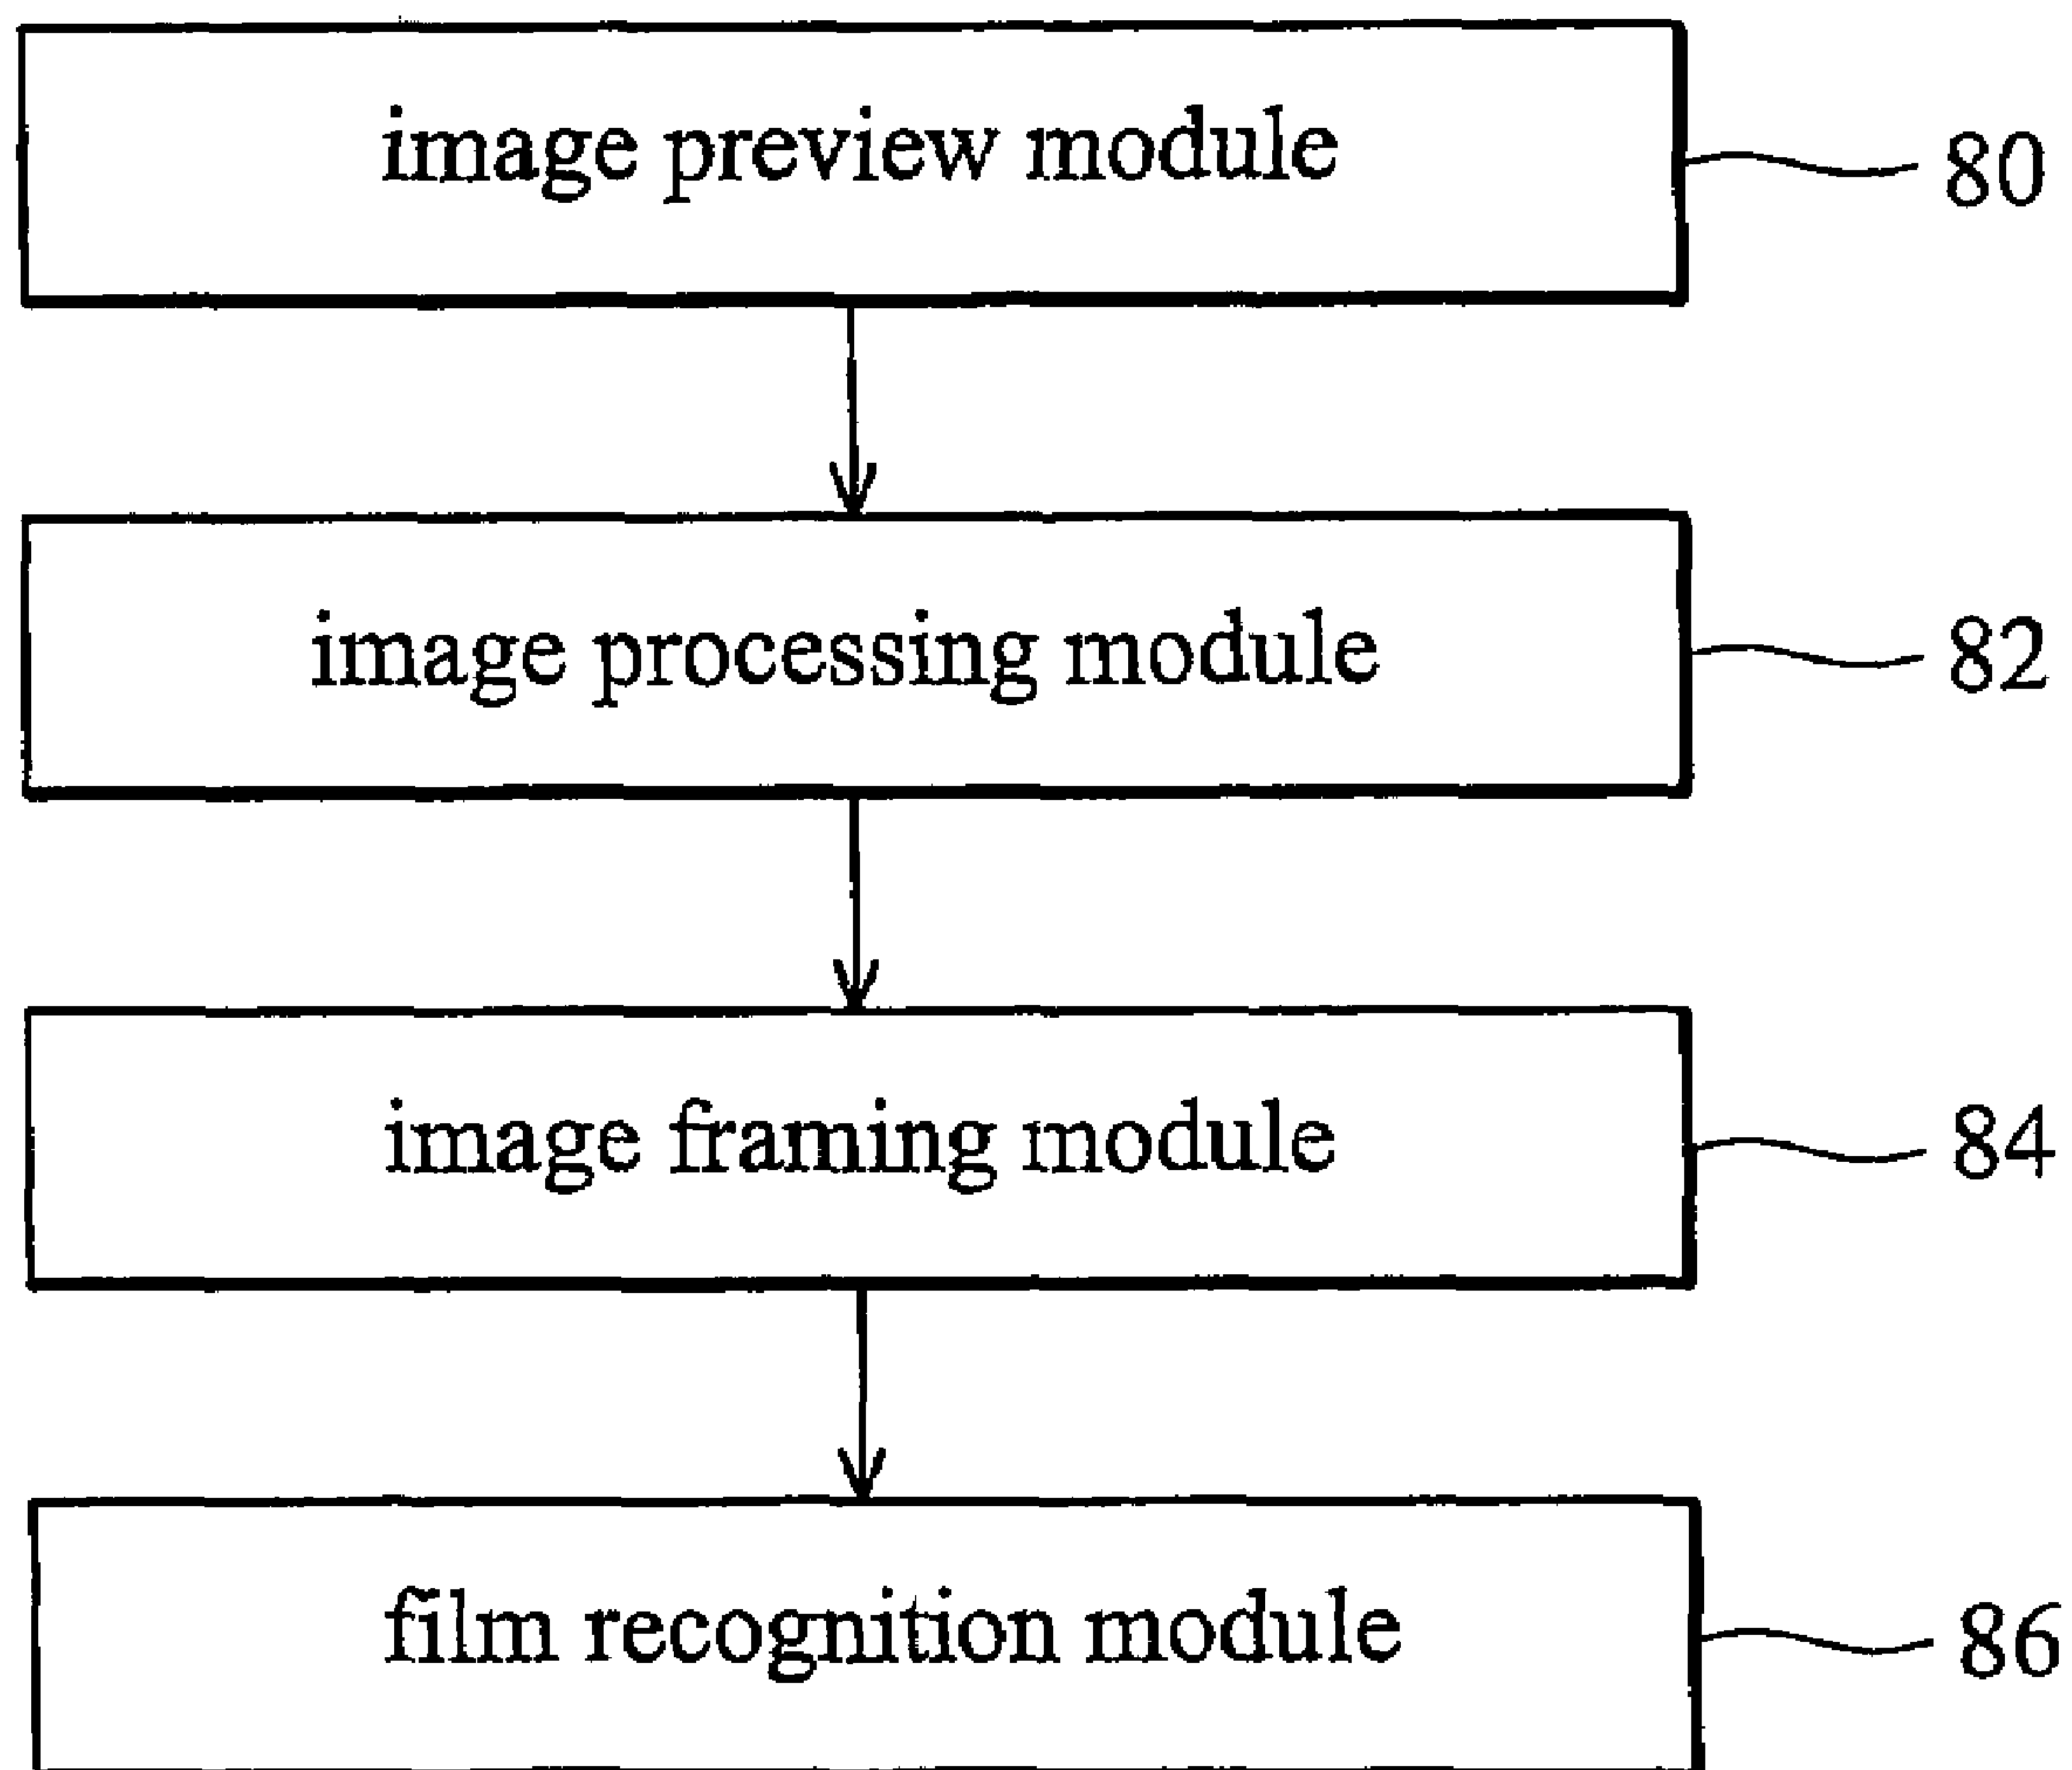 image preview module 80
image processing module 82
image framing module 84
film recognition module 86